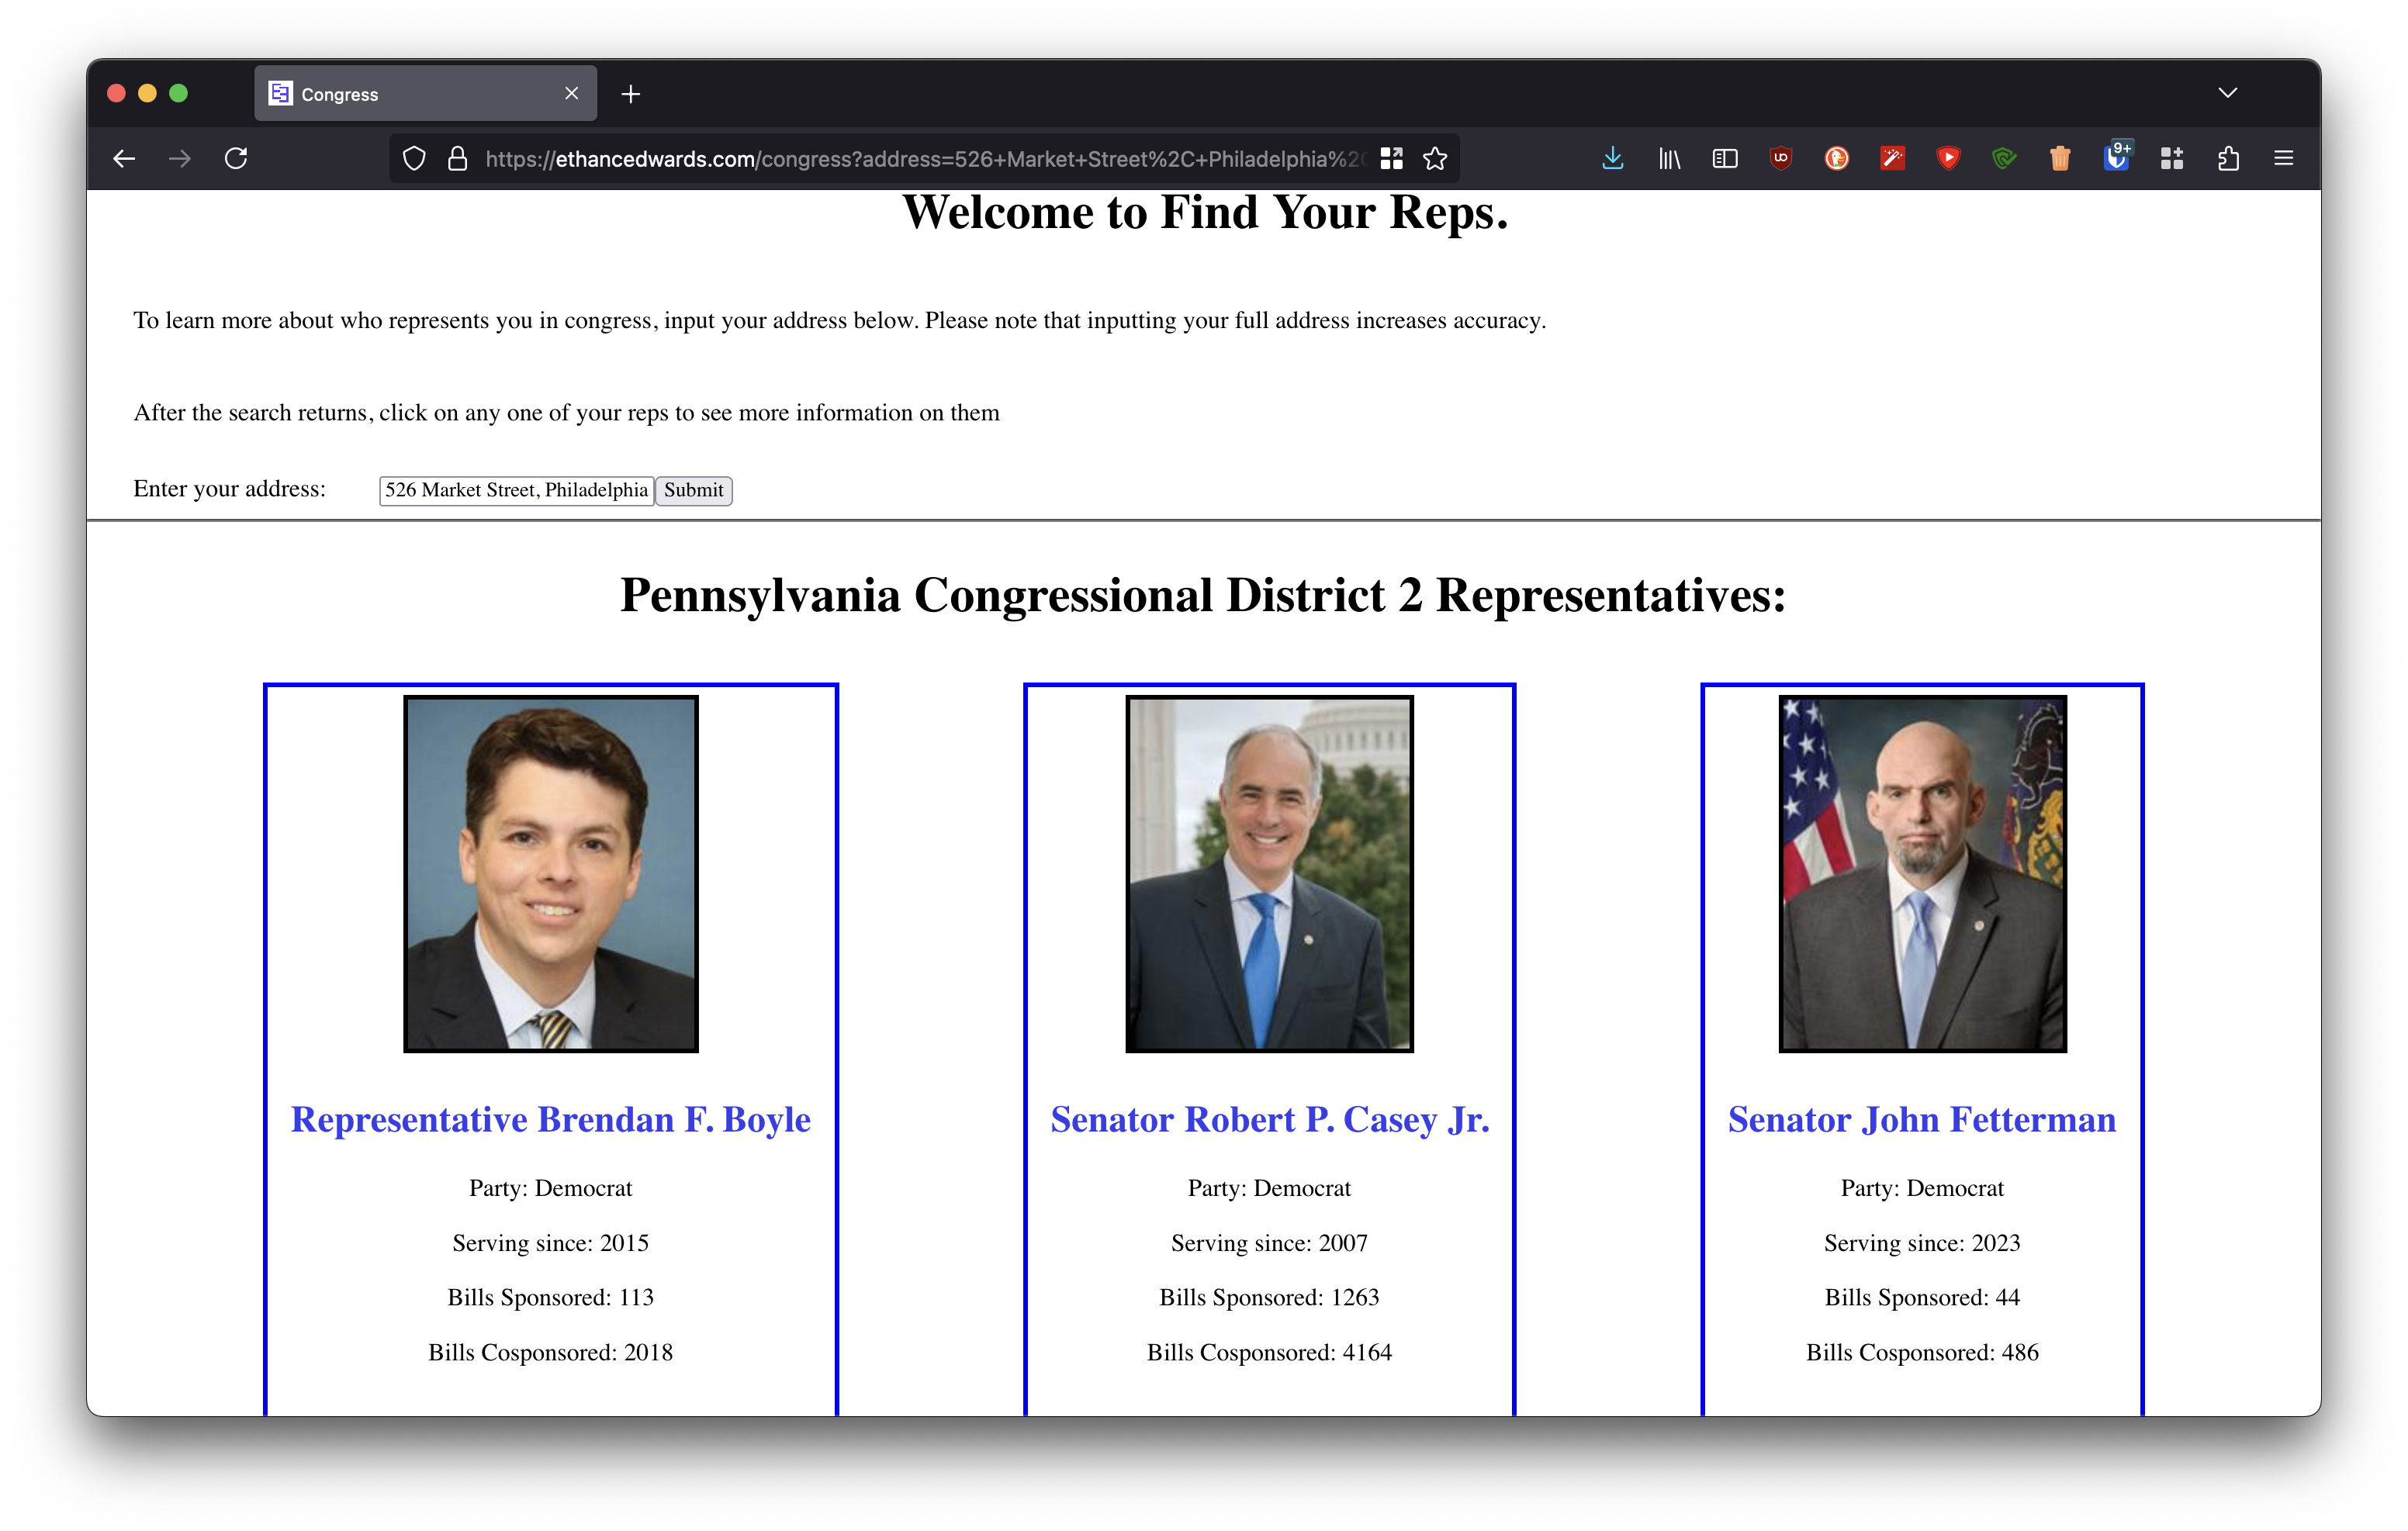 Congress
https://ethancedwards.com/congress?address=526+Market+Street%2C+Philadelphia%2C
9+
Welcome to Find Your Reps.
To learn more about who represents you in congress, input your address below. Please note that inputting your full address increases accuracy.
After the search returns, click on any one of your reps to see more information on them
Enter your address: 526 Market Street, Philadelphia Submit
Pennsylvania Congressional District 2 Representatives:
Representative Brendan F. Boyle
Party: Democrat
Serving since: 2015
Bills Sponsored: 113
Bills Cosponsored: 2018
Senator Robert P. Casey Jr.
Party: Democrat
Serving since: 2007
Bills Sponsored: 1263
Bills Cosponsored: 4164
Senator John Fetterman
Party: Democrat
Serving since: 2023
Bills Sponsored: 44
Bills Cosponsored: 486